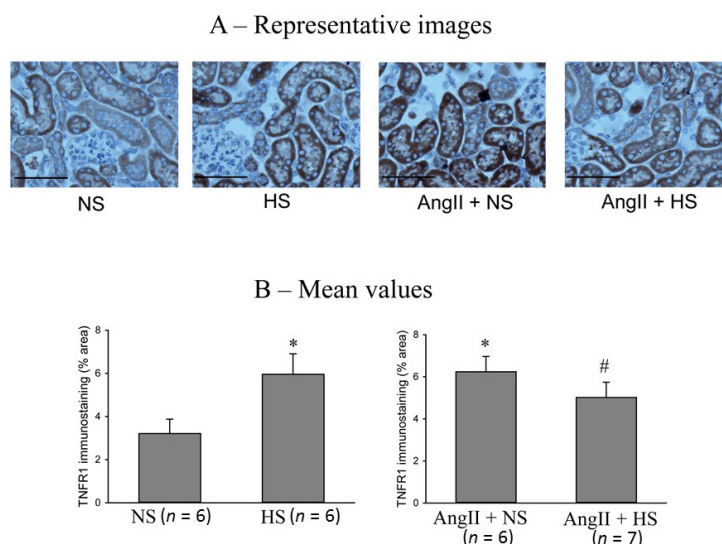 A – Representative images
NS
HS
AngII + NS
AngII + HS
B – Mean values
TNFR1 immunostaining (% area)
8
6
4
2
0
*
NS (n = 6)
HS (n = 6)
TNFR1 immunostaining (% area)
8
6
4
2
0
*
#
AngII + NS
(n = 6)
AngII + HS
(n = 7)